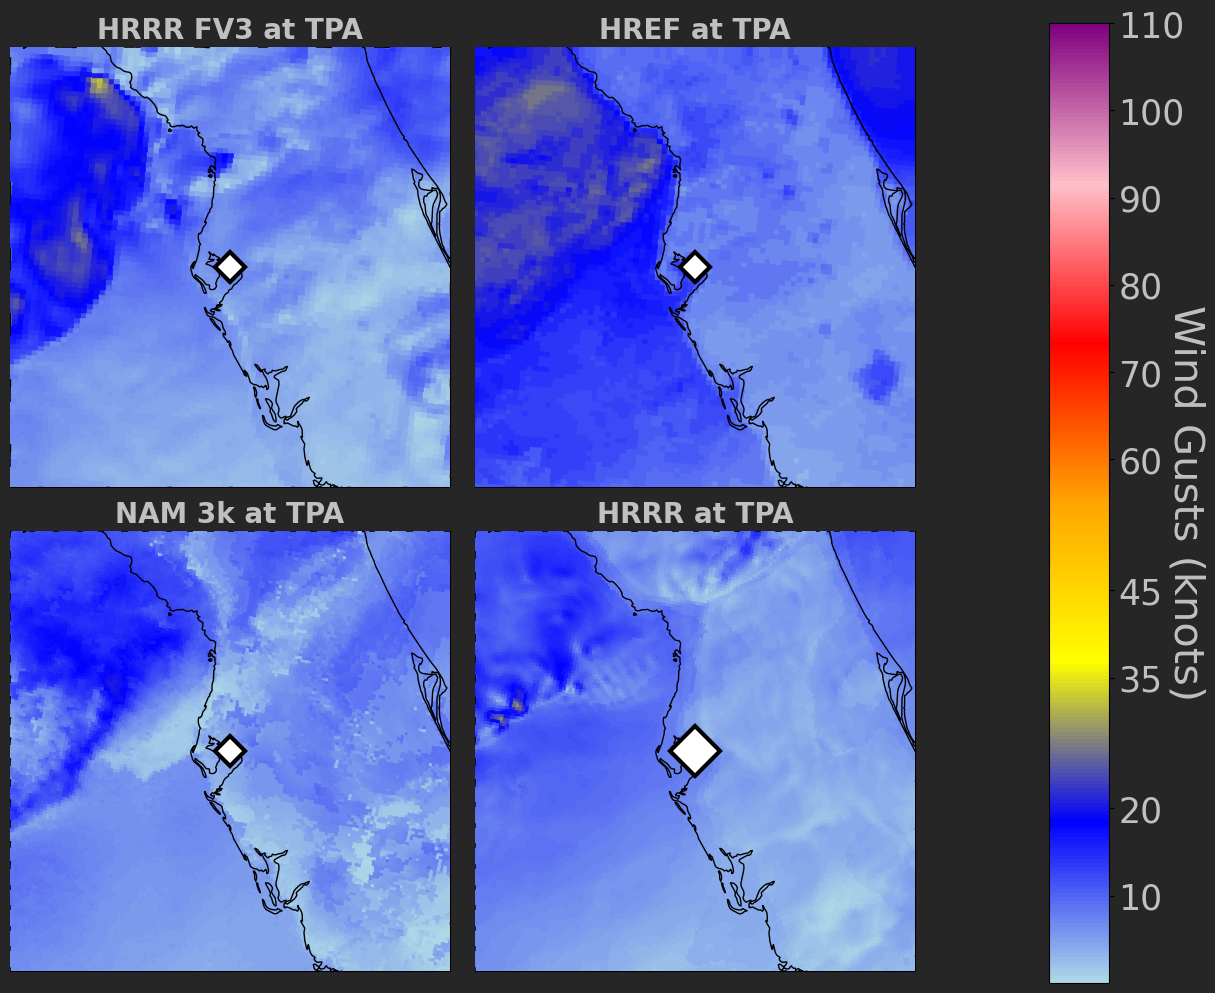 HRRR FV3 at TPA
HREF at TPA
NAM 3k at TPA
HRRR at TPA
110
100
90
80
70
60
45
35
20
10
Wind Gusts (knots)